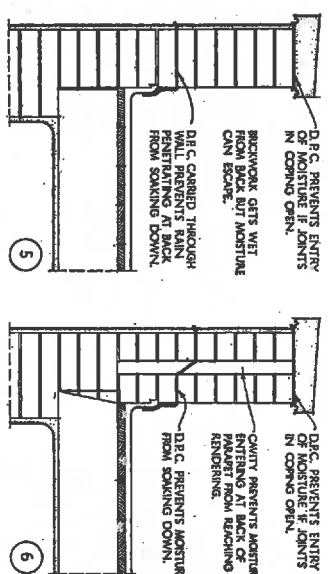 D.P.C. PREVENTS ENTRY
OF MOISTURE IF JOINTS
IN COPING OPEN.
BRICKWORK GETS WET
FROM BACK BUT MOISTURE
CAN ESCAPE.
D.P.C. CARRIED THROUGH
WALL PREVENTS RAIN
PENETRATING AT BACK
FROM SOAKING DOWN.
5
D.P.C. PREVENTS ENTRY
OF MOISTURE IF JOINTS
IN COPING OPEN.
CAVITY PREVENTS MOISTURE
ENTERING AT BACK OF
PARAPET FROM REACHING
RENDERING.
D.P.C. PREVENTS MOISTURE
FROM SOAKING DOWN.
6